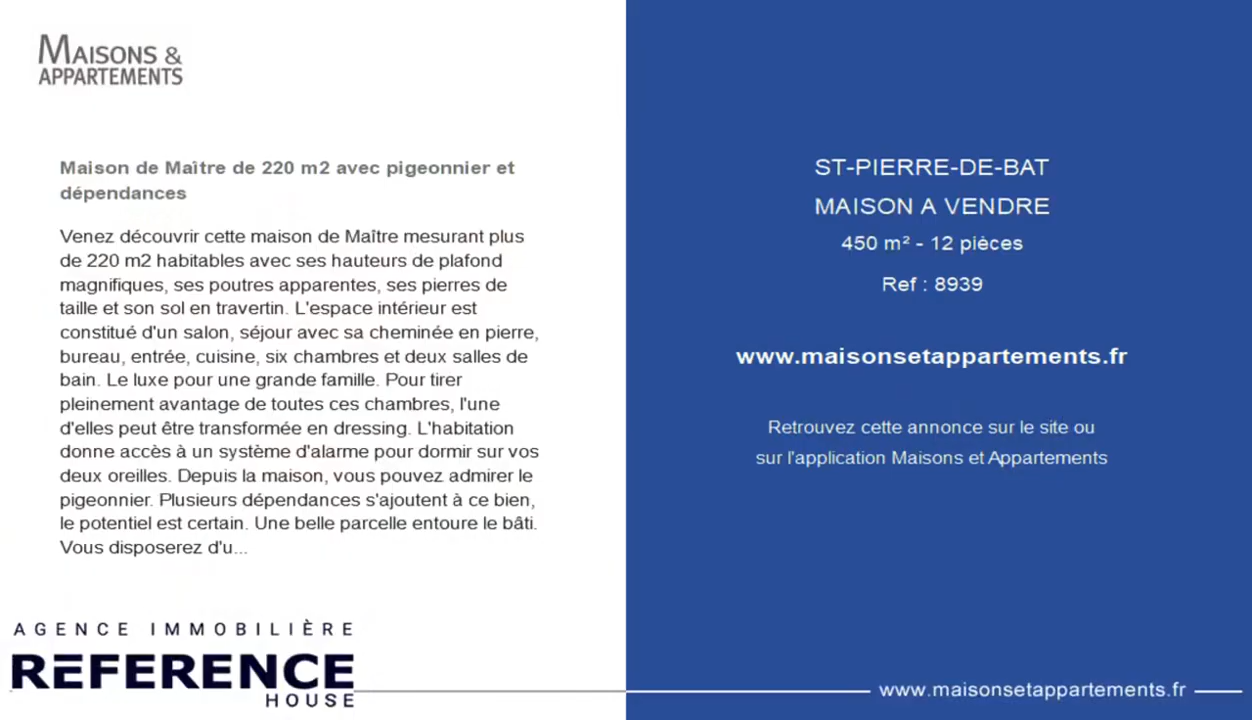 MAISONS &
APPARTEMENTS
Maison de Maître de 220 m2 avec pigeonnier et
dépendances
Venez découvrir cette maison de Maître mesurant plus
de 220 m2 habitables avec ses hauteurs de plafond
magnifiques, ses poutres apparentes, ses pierres de
taille et son sol en travertin. L'espace intérieur est
constitué d'un salon, séjour avec sa cheminée en pierre,
bureau, entrée, cuisine, six chambres et deux salles de
bain. Le luxe pour une grande famille. Pour tirer
pleinement avantage de toutes ces chambres, l'une
d'elles peut être transformée en dressing. L'habitation
donne accès à un système d'alarme pour dormir sur vos
deux oreilles. Depuis la maison, vous pouvez admirer le
pigeonnier. Plusieurs dépendances s'ajoutent à ce bien,
le potentiel est certain. Une belle parcelle entoure le bâti.
Vous disposerez d'u...
AGENCE IMMOBILIÈRE
REFERENCE
HOUSE
ST-PIERRE-DE-BAT
MAISON A VENDRE
450 m² - 12 pièces
Ref : 8939
www.maisonsetappartements.fr
Retrouvez cette annonce sur le site ou
sur l'application Maisons et Appartements
www.maisonsetappartements.fr